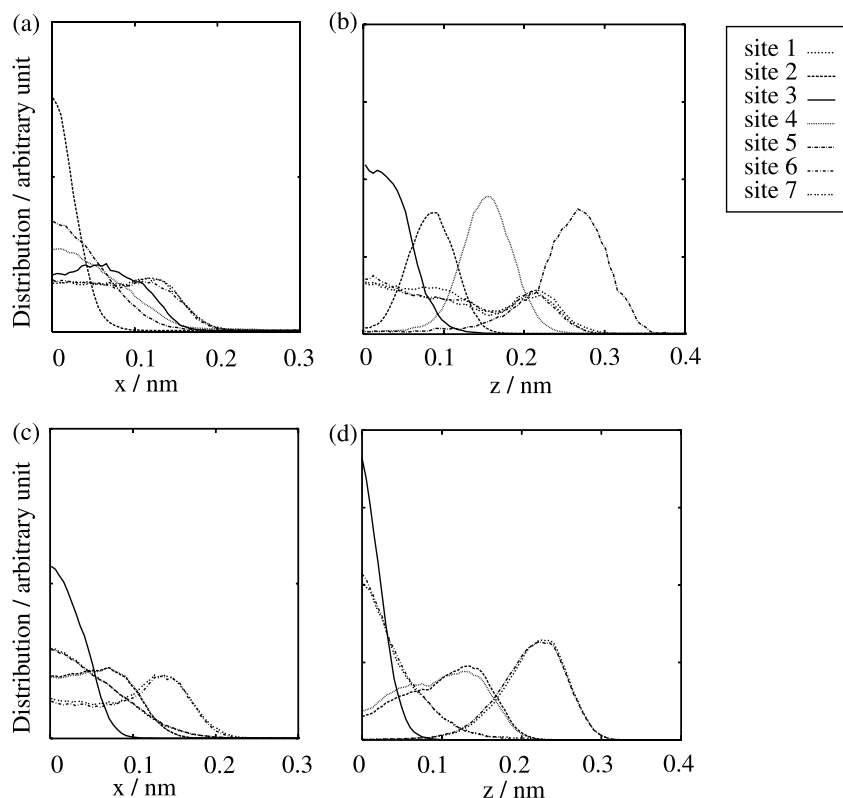 (a)
(b)
Distribution / arbitrary unit
0
0.1
0.2
0.3
x / nm
0
0.1
0.2
0.3
0.4
z / nm
site 1
site 2
site 3
site 4
site 5
site 6
site 7
(c)
(d)
Distribution / arbitrary unit
0
0.1
0.2
0.3
x / nm
0
0.1
0.2
0.3
0.4
z / nm